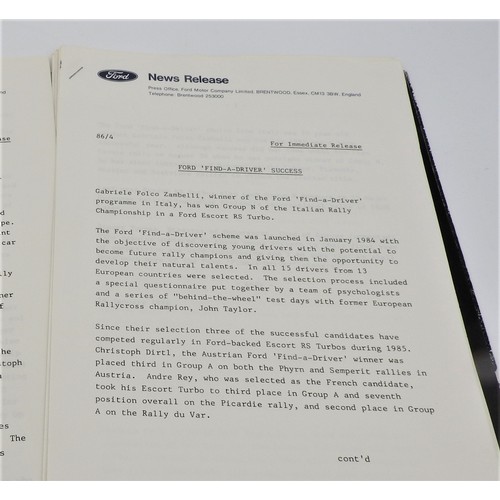 Ford
News Release
Press Office: Ford Motor Company Limited, BRENTWOOD, Essex, CM13 3BW, England
Telephone: Brentwood 253000
86/4
For Immediate Release
FORD 'FIND-A-DRIVER' SUCCESS
Gabriele Folco Zambelli, winner of the Ford 'Find-a-Driver'
programme in Italy, has won Group N of the Italian Rally
Championship in a Ford Escort RS Turbo.
The Ford 'Find-a-Driver' scheme was launched in January 1984 with
the objective of discovering young drivers with the potential to
become future rally champions and giving them the opportunity to
develop their natural talents. In all 15 drivers from 13
European countries were selected. The selection process included
a special questionnaire put together by a team of psychologists
and a series of "behind-the-wheel" test days with former European
Rallycross champion, John Taylor.
Since their selection three of the successful candidates have
competed regularly in Ford-backed Escort RS Turbos during 1985.
Christoph Dirtl, the Austrian Ford 'Find-a-Driver' winner was
placed third in Group A on both the Phyrn and Semperit rallies in
Austria. Andre Rey, who was selected as the French candidate,
took his Escort Turbo to third place in Group A and seventh
position overall on the Picardie rally, and second place in Group
A on the Rally du Var.
cont'd